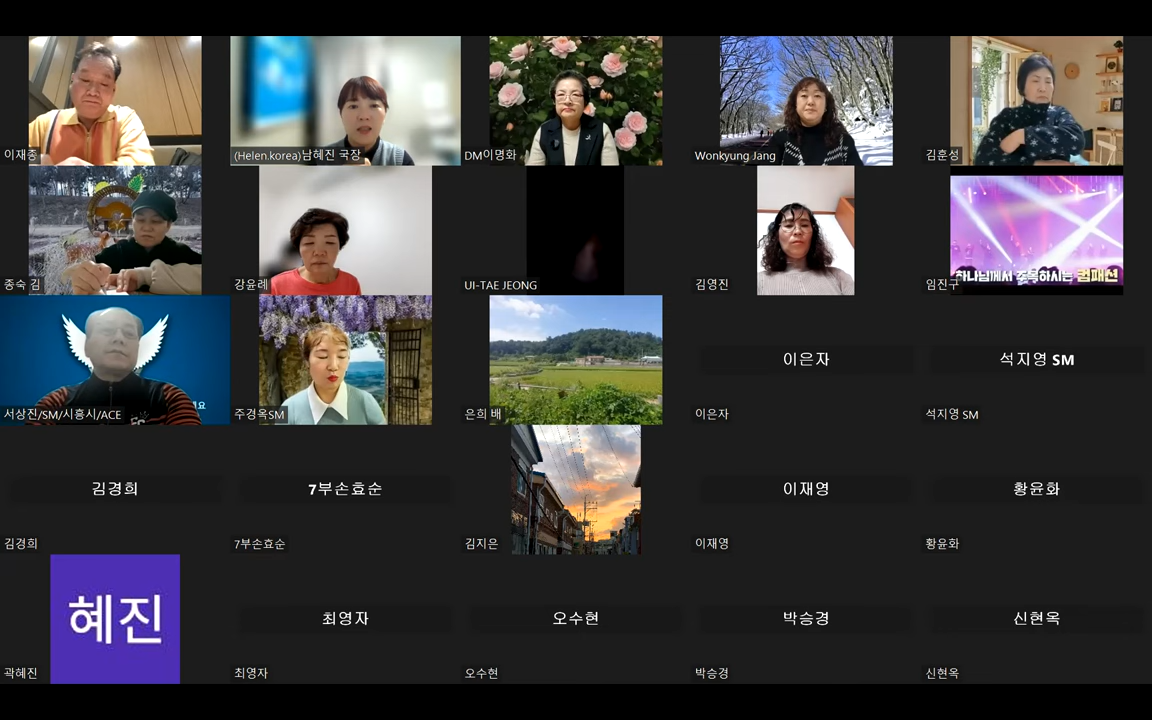 이재종
(Helen.korea)남혜진 국장
DM이명화
Wonkyung Jang
김훈성
종숙 김
강윤례
UI-TAE JEONG
김영진
하나님께서 주목하시는 컴패션
임진구
서상진/SM/시흥시/ACE
주경옥SM
은희 배
이은자
이은자
석지영 SM
석지영 SM
김경희
김경희
7부손효순
7부손효순
김지은
이재영
이재영
황윤화
황윤화
혜진
곽혜진
최영자
최영자
오수현
오수현
박승경
박승경
신현옥
신현옥